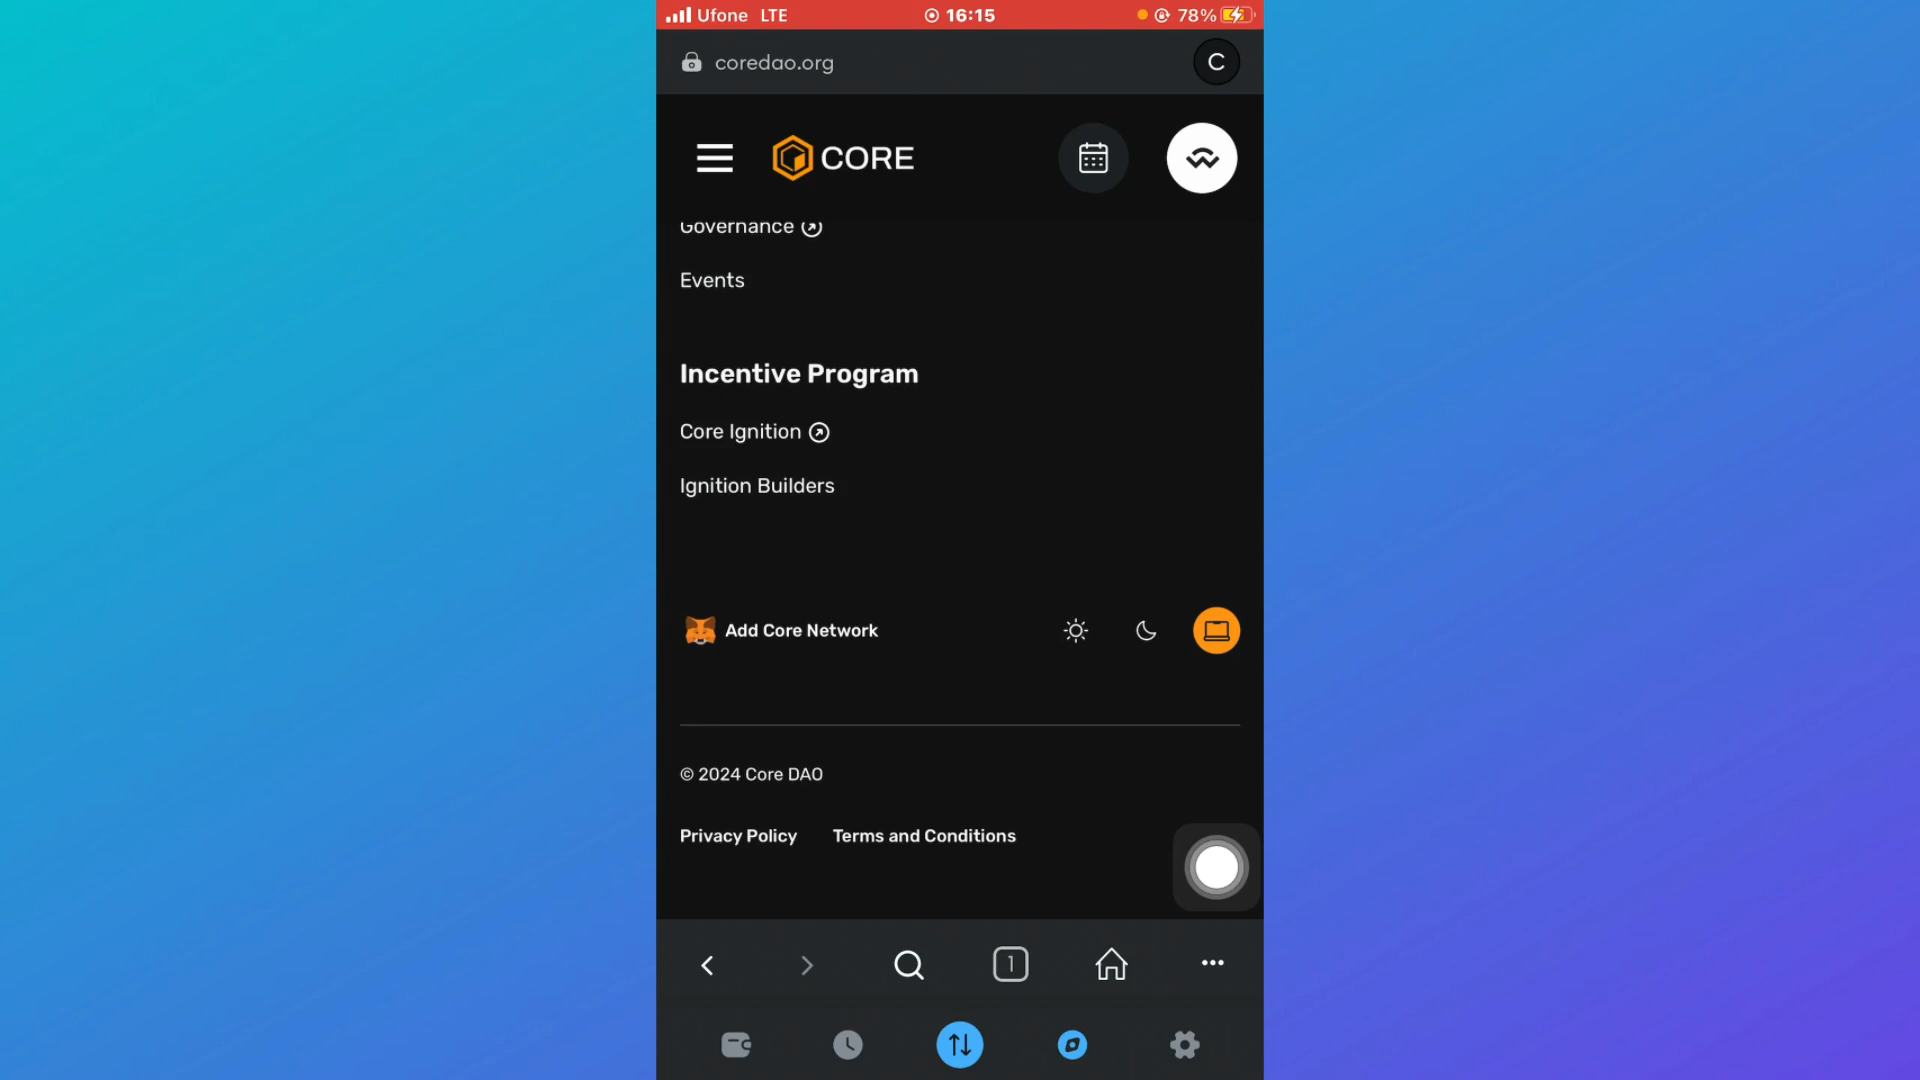 Ufone LTE 16:15 78%
coredao.org C
CORE
Governance
Events
Incentive Program
Core Ignition
Ignition Builders
Add Core Network
© 2024 Core DAO
Privacy Policy Terms and Conditions
1